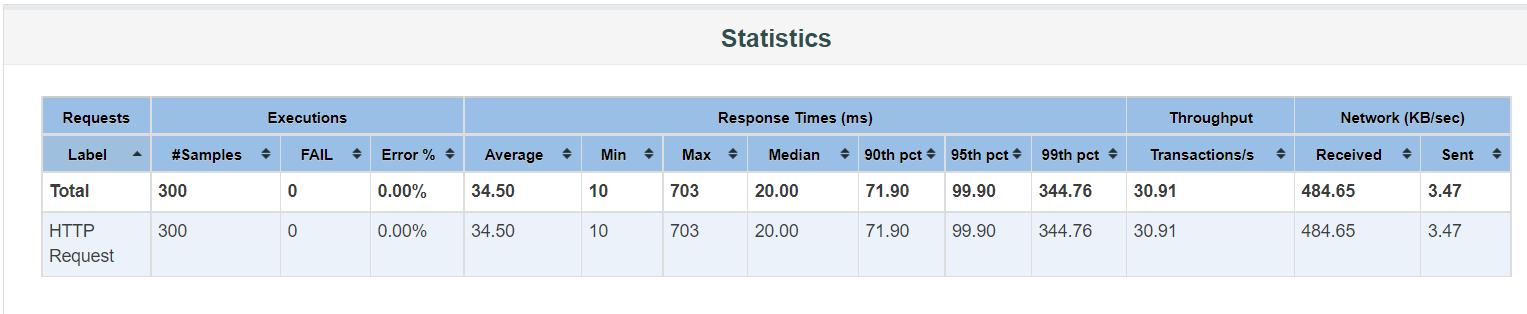 Statistics
Requests Executions Response Times (ms) Throughput Network (KB/sec)
Label #Samples FAIL Error % Average Min Max Median 90th pct 95th pct 99th pct Transactions/s Received Sent
Total 300 0 0.00% 34.50 10 703 20.00 71.90 99.90 344.76 30.91 484.65 3.47
HTTP Request 300 0 0.00% 34.50 10 703 20.00 71.90 99.90 344.76 30.91 484.65 3.47